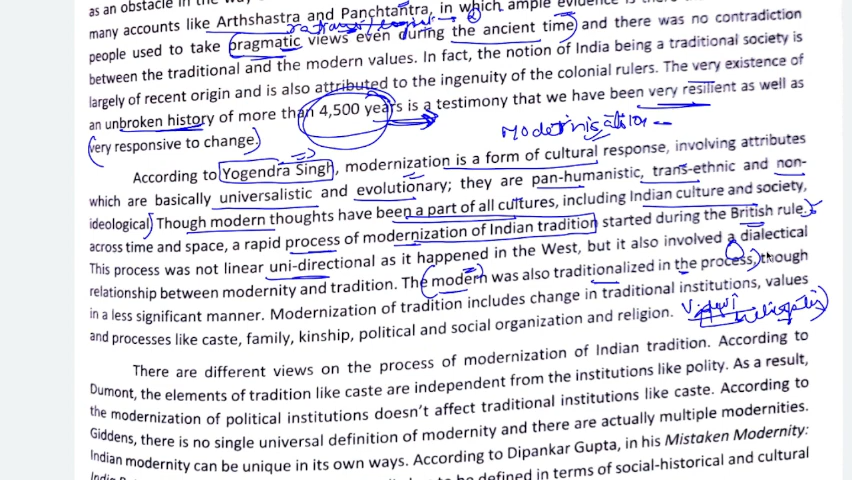 as an obstacle in the
many accounts like Arthshastra and Panchtantra, in which ample evidence is
people used to take pragmatic views even during the ancient time) and there was no contradiction
between the traditional and the modern values. In fact, the notion of India being a traditional society is
largely of recent origin and is also attributed to the ingenuity of the colonial rulers. The very existence of
an unbroken history of more than 4,500 years is a testimony that we have been very resilient as well as
(very responsive to change.)
Modernisation
According to Yogendra Singh, modernization is a form of cultural response, involving attributes
which are basically universalistic and evolutionary; they are pan-humanistic, trans-ethnic and non-
ideological. Though modern thoughts have been a part of all cultures, including Indian culture and society,
across time and space, a rapid process of modernization of Indian tradition started during the British rule.
This process was not linear uni-directional as it happened in the West, but it also involved a dialectical
relationship between modernity and tradition. The (modern was also traditionalized in the process,) though
in a less significant manner. Modernization of tradition includes change in traditional institutions, values
and processes like caste, family, kinship, political and social organization and religion.
There are different views on the process of modernization of Indian tradition. According to
Dumont, the elements of tradition like caste are independent from the institutions like polity. As a result,
the modernization of political institutions doesn't affect traditional institutions like caste. According to
Giddens, there is no single universal definition of modernity and there are actually multiple modernities.
Indian modernity can be unique in its own ways. According to Dipankar Gupta, in his Mistaken Modernity:
to be defined in terms of social-historical and cultural